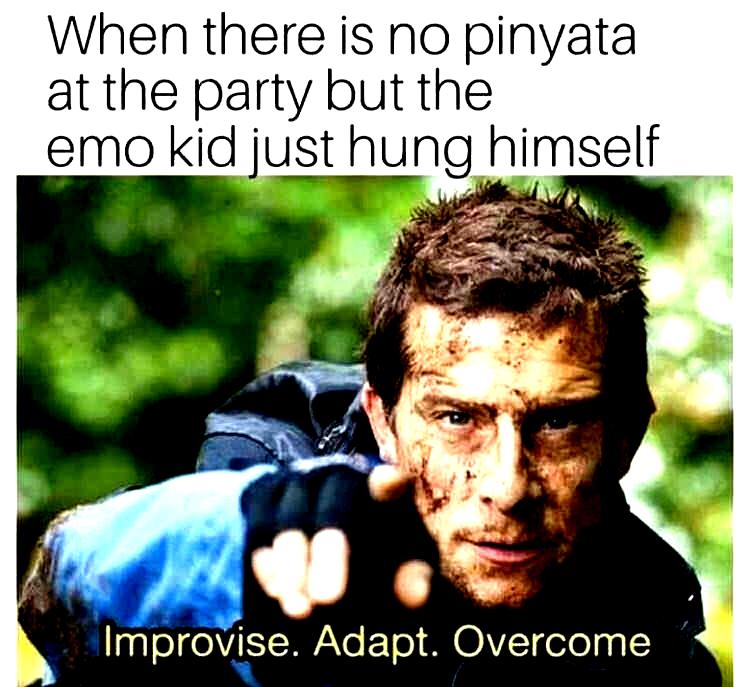 When there is no pinyata
at the party but the
emo kid just hung himself
Improvise. Adapt. Overcome